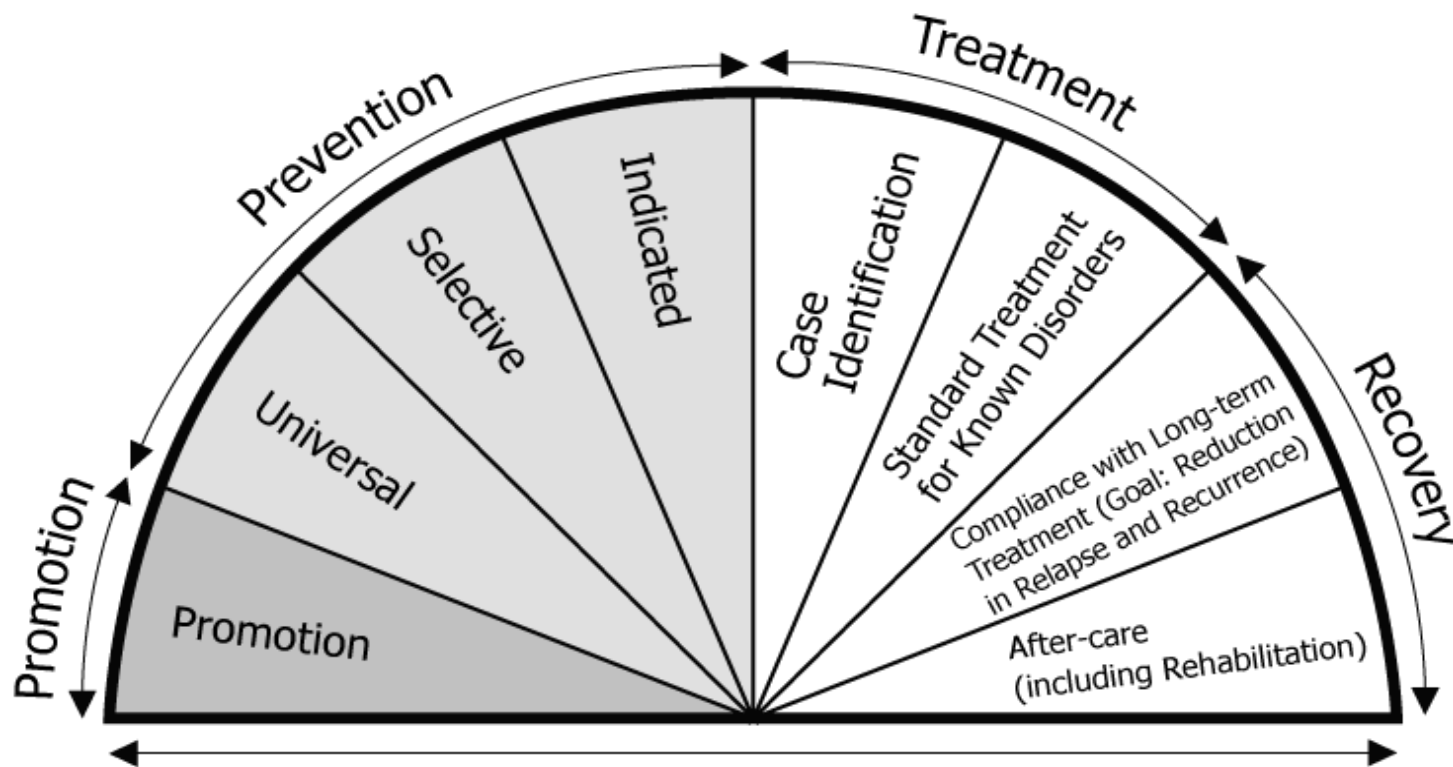 Promotion
Prevention
Treatment
Recovery
Promotion
Universal
Selective
Indicated
Case
Identification
Standard Treatment
for Known Disorders
Compliance with Long-term
Treatment (Goal: Reduction
in Relapse and Recurrence)
After-care
(including Rehabilitation)